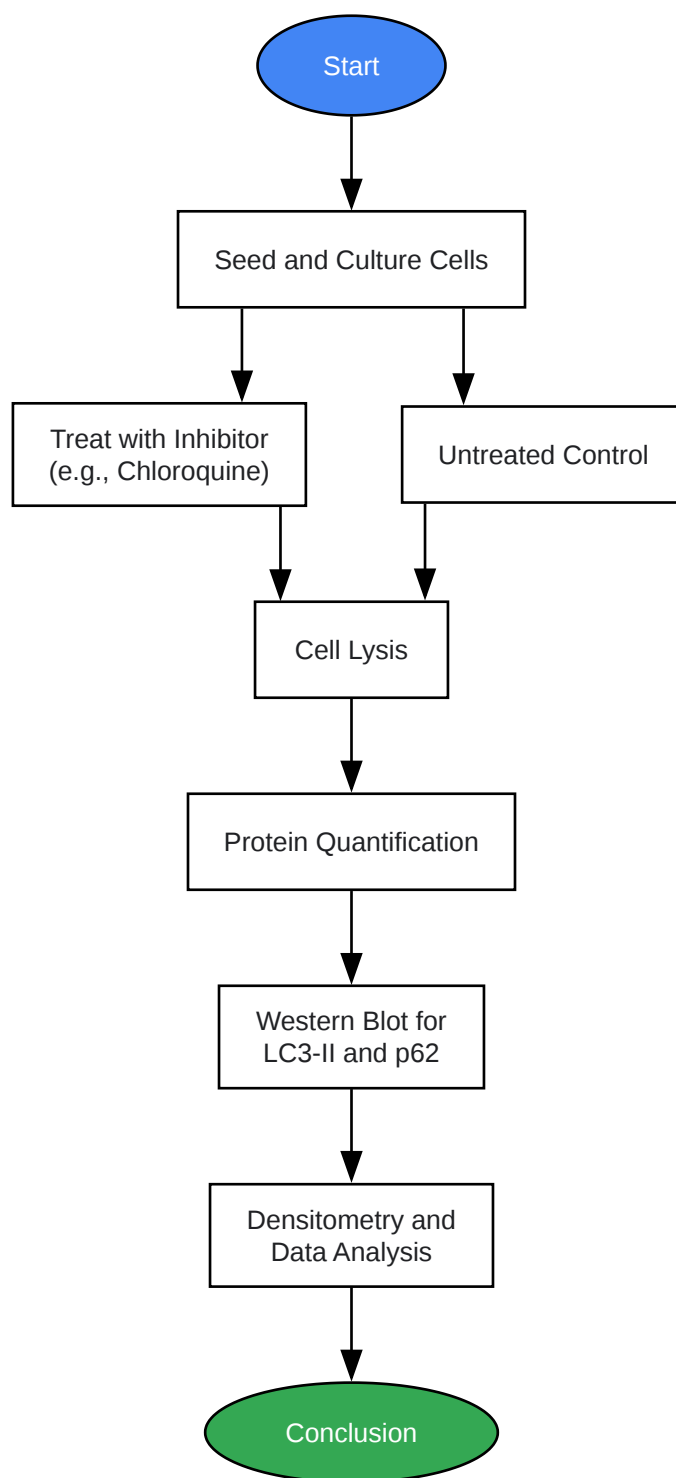 Start
Seed and Culture Cells
Treat with Inhibitor
(e.g., Chloroquine)
Untreated Control
Cell Lysis
Protein Quantification
Western Blot for
LC3-II and p62
Densitometry and
Data Analysis
Conclusion